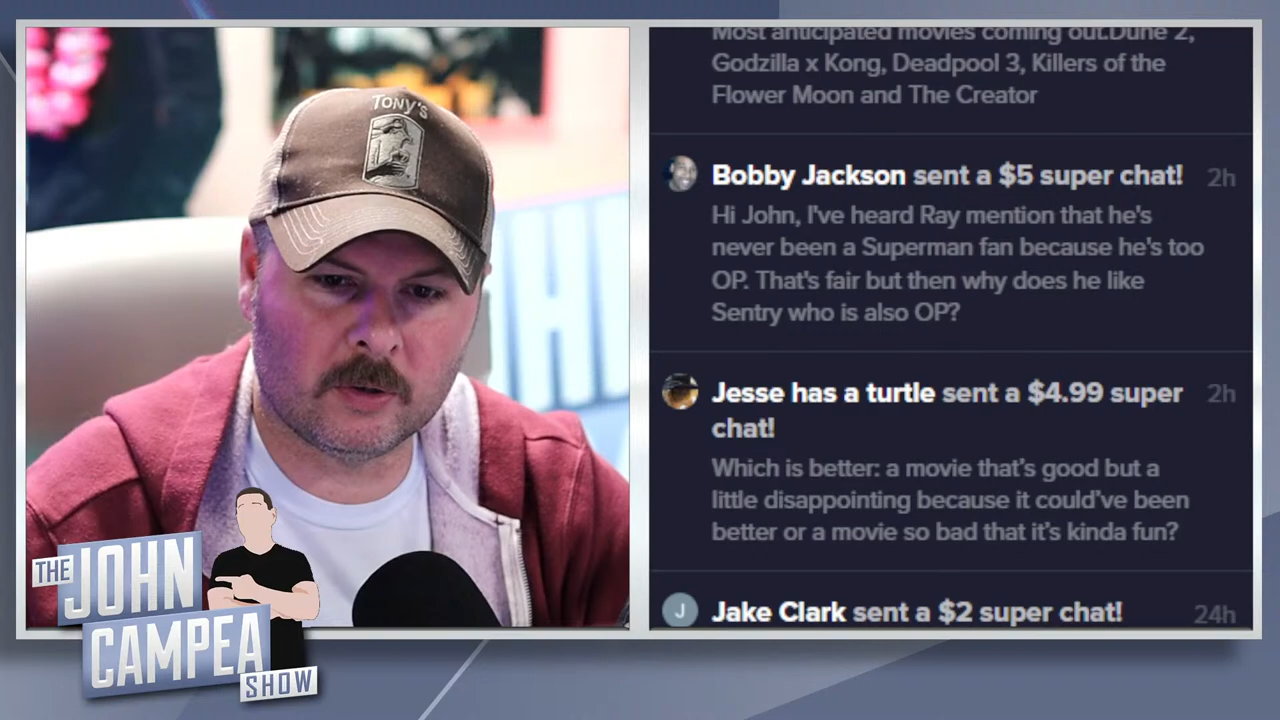 Most anticipated movies coming out.Dune 2,
Godzilla x Kong, Deadpool 3, Killers of the
Flower Moon and The Creator
Bobby Jackson sent a $5 super chat! 2h
Hi John, I've heard Ray mention that he's
never been a Superman fan because he's too
OP. That's fair but then why does he like
Sentry who is also OP?
Jesse has a turtle sent a $4.99 super 2h
chat!
Which is better: a movie that's good but a
little disappointing because it could've been
better or a movie so bad that it's kinda fun?
J Jake Clark sent a $2 super chat! 24h
TONY'S
THE
JOHN
CAMPEA
SHOW